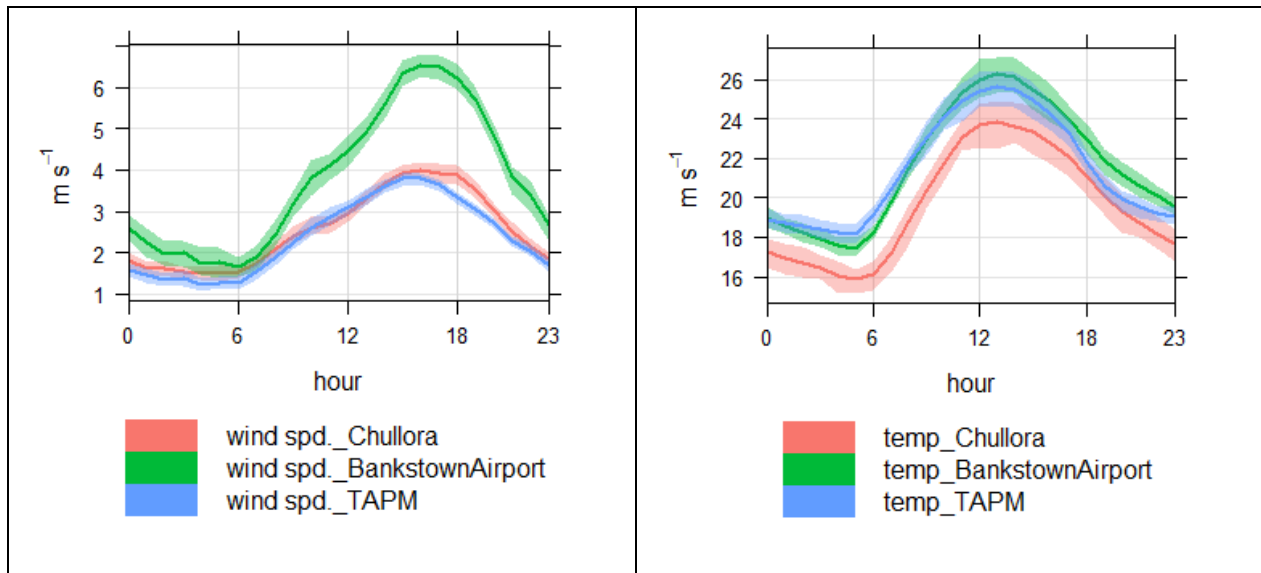 6
5
4
3
2
1
m s⁻¹
0 6 12 18 23
hour
wind spd._Chullora
wind spd._BankstownAirport
wind spd._TAPM
26
24
22
20
18
16
m s⁻¹
0 6 12 18 23
hour
temp_Chullora
temp_BankstownAirport
temp_TAPM